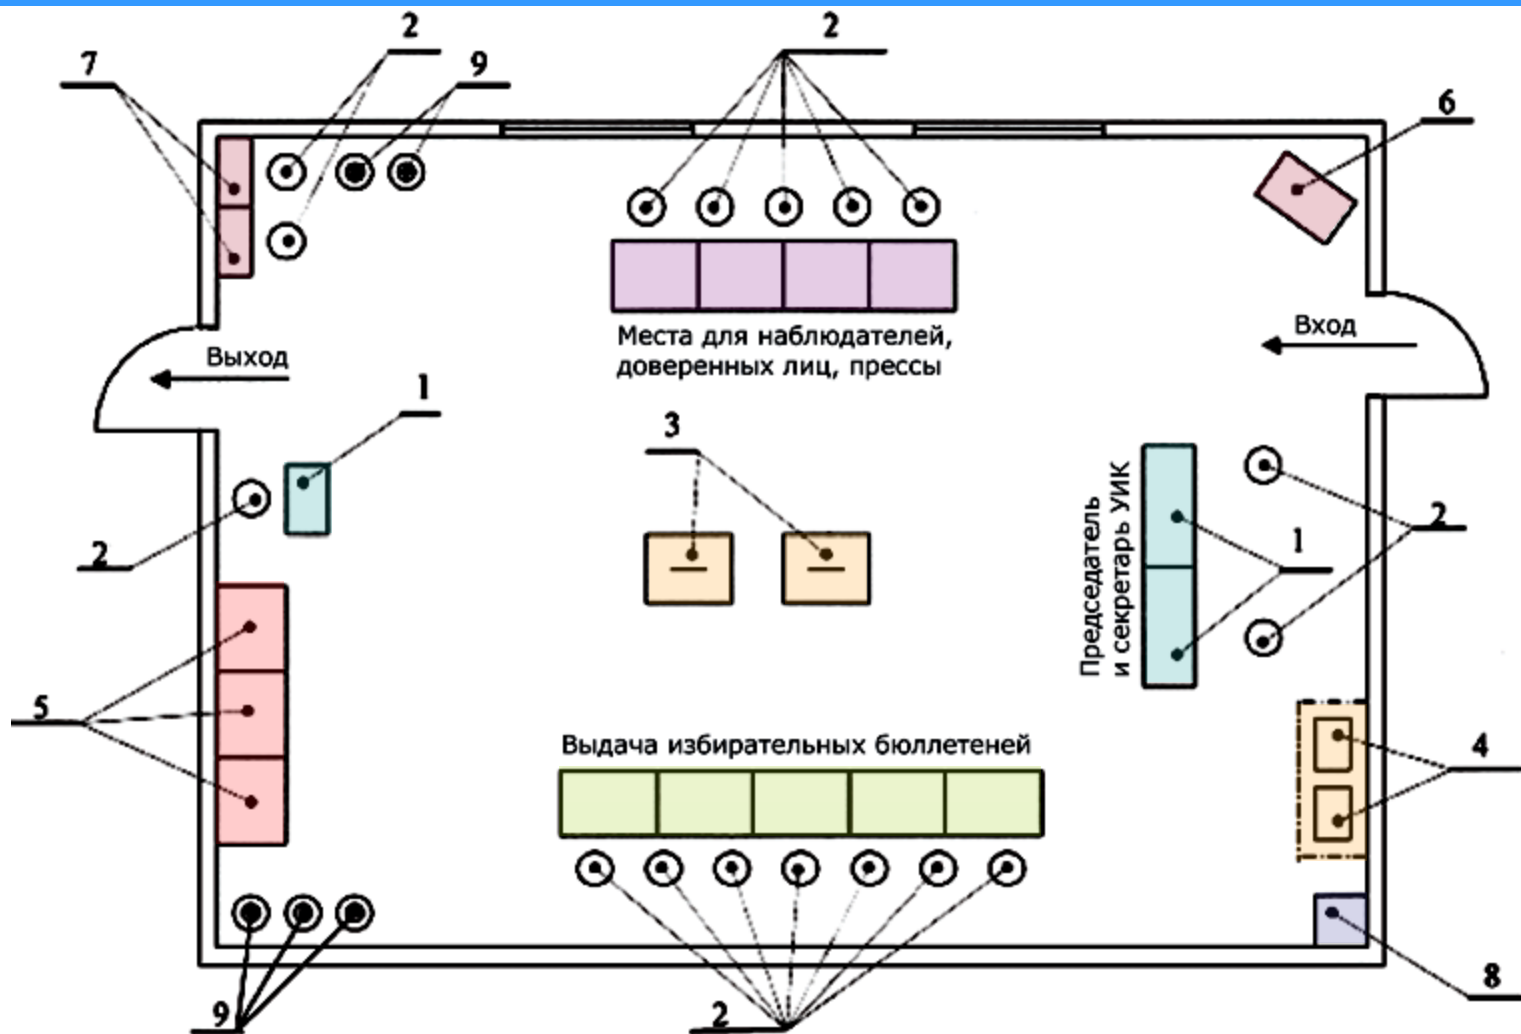 2
2
7
9
6
Места для наблюдателей,
доверенных лиц, прессы
Вход
Выход
1
3
Председатель
и секретарь УИК
2
2
1
5
Выдача избирательных бюллетеней
4
8
9
2